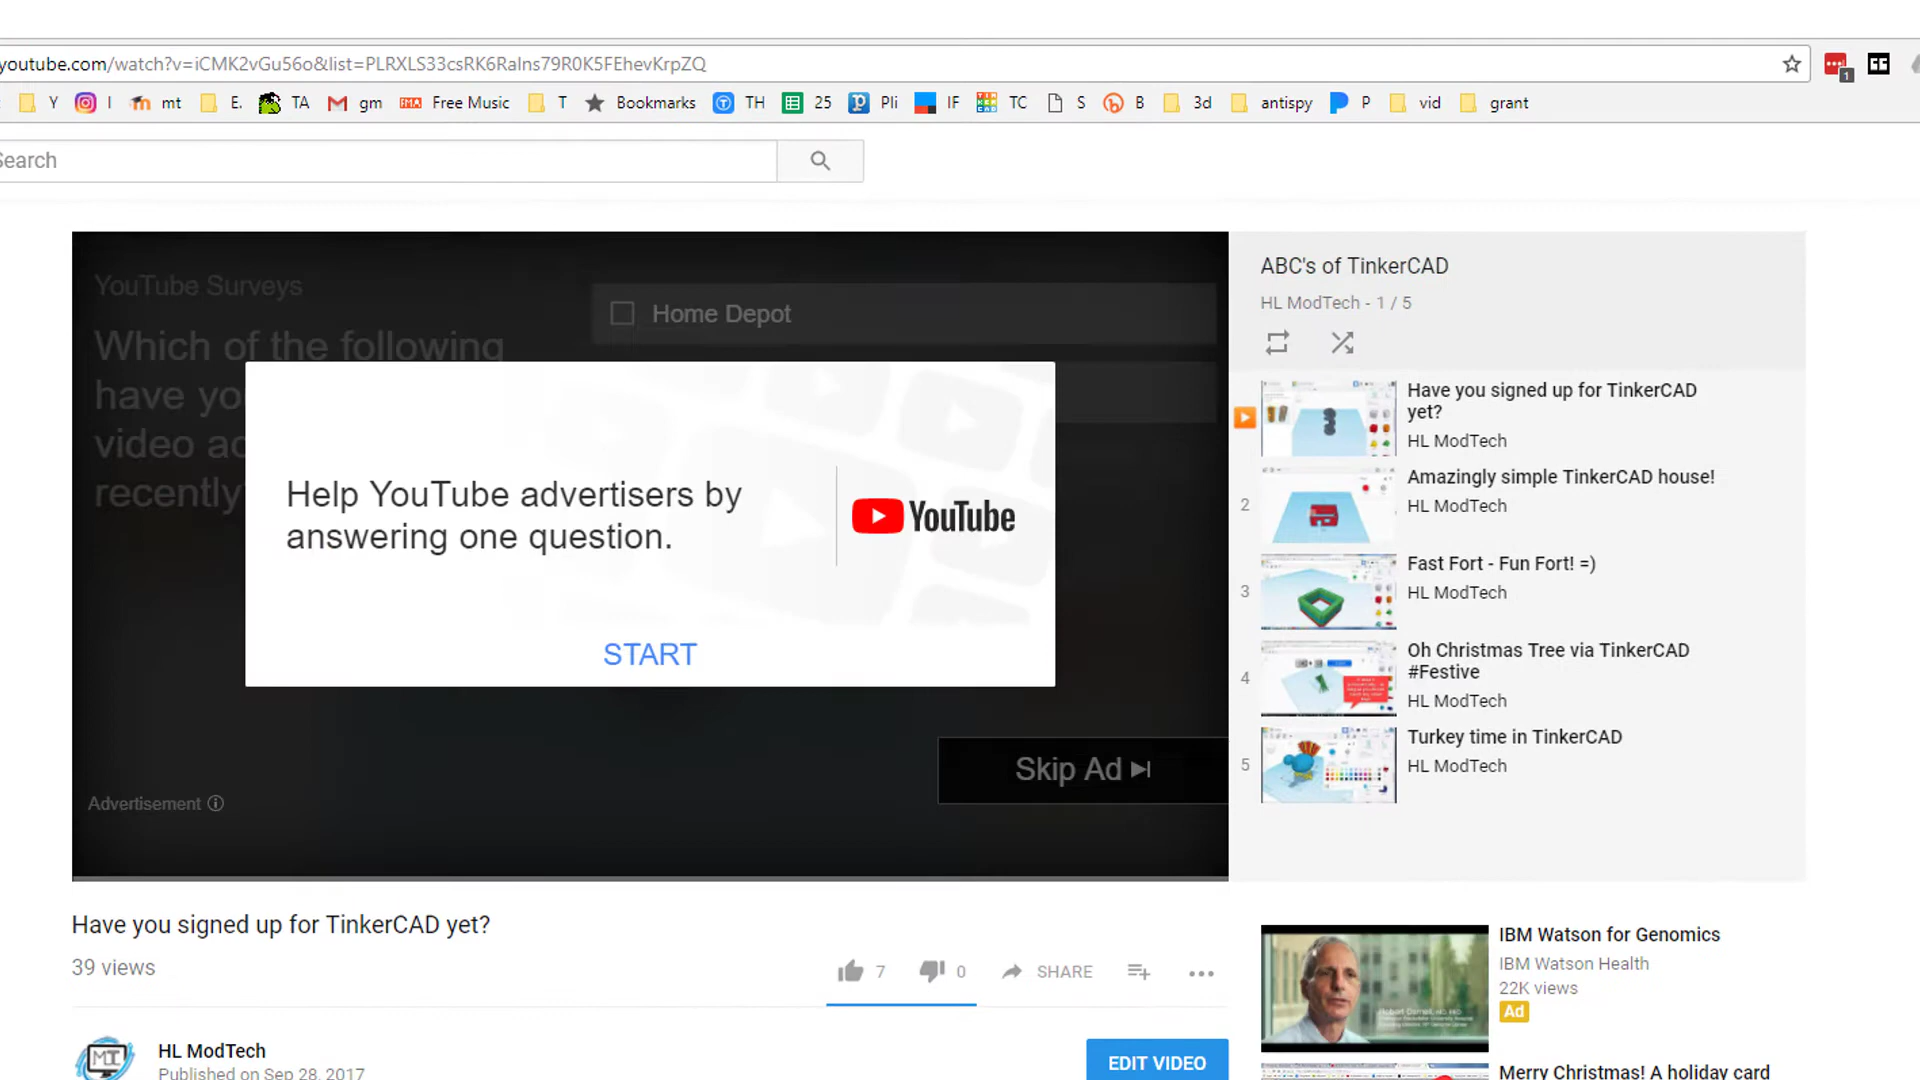 youtube.com/watch?v=iCMK2vGu56o&list=PLRXLS33csRK6RaIns79R0K5FEhevKrpZQ
1
Y I mt E. TA gm Free Music T Bookmarks TH 25 Pli IF TC S B 3d antispy P vid grant
Search
YouTube Surveys
Which of the following
have yo
video ac
recently
Home Depot
Help YouTube advertisers by
answering one question.
YouTube
START
Skip Ad
Advertisement
ABC's of TinkerCAD
HL ModTech - 1 / 5
Have you signed up for TinkerCAD
yet?
HL ModTech
2
Amazingly simple TinkerCAD house!
HL ModTech
3
Fast Fort - Fun Fort! =)
HL ModTech
4
Oh Christmas Tree via TinkerCAD
#Festive
HL ModTech
5
Turkey time in TinkerCAD
HL ModTech
Have you signed up for TinkerCAD yet?
39 views
7 0 SHARE
HL ModTech
Published on Sep 28, 2017
EDIT VIDEO
IBM Watson for Genomics
IBM Watson Health
22K views
Ad
Merry Christmas! A holiday card